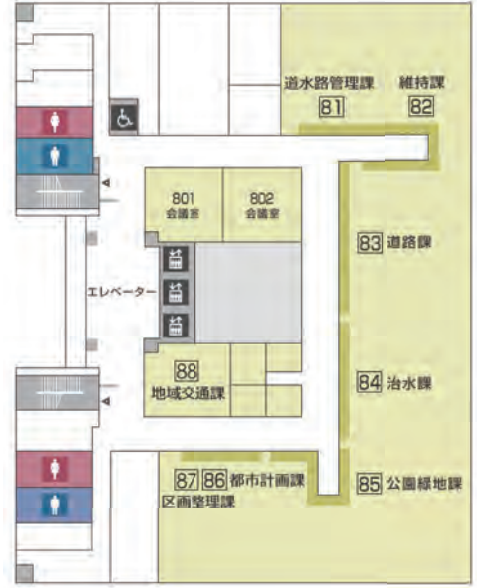 道水路管理課
81
維持課
82
801
会議室
802
会議室
83 道路課
エレベーター
88
地域交通課
84 治水課
87 86 都市計画課
区画整理課
85 公園緑地課